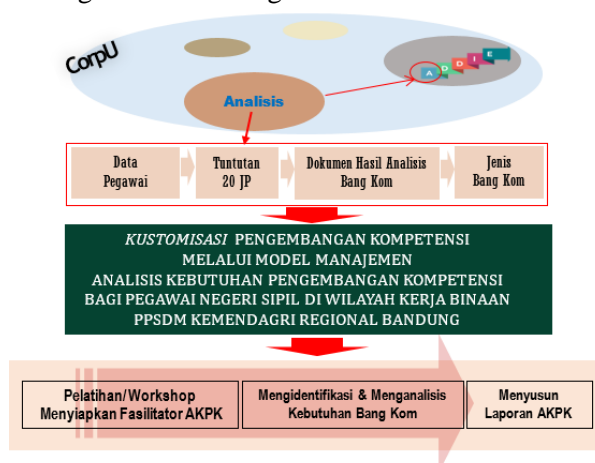 CorpU
A D D I E
Analisis
Data
Pegawai
Tuntutan
20 JP
Dokumen Hasil Analisis
Bang Kom
Jenis
Bang Kom
KUSTOMISASI PENGEMBANGAN KOMPETENSI
MELALUI MODEL MANAJEMEN
ANALISIS KEBUTUHAN PENGEMBANGAN KOMPETENSI
BAGI PEGAWAI NEGERI SIPIL DI WILAYAH KERJA BINAAN
PPSDM KEMENDAGRI REGIONAL BANDUNG
Pelatihan/Workshop
Menyiapkan Fasilitator AKPK
Mengidentifikasi & Menganalisis
Kebutuhan Bang Kom
Menyusun
Laporan AKPK